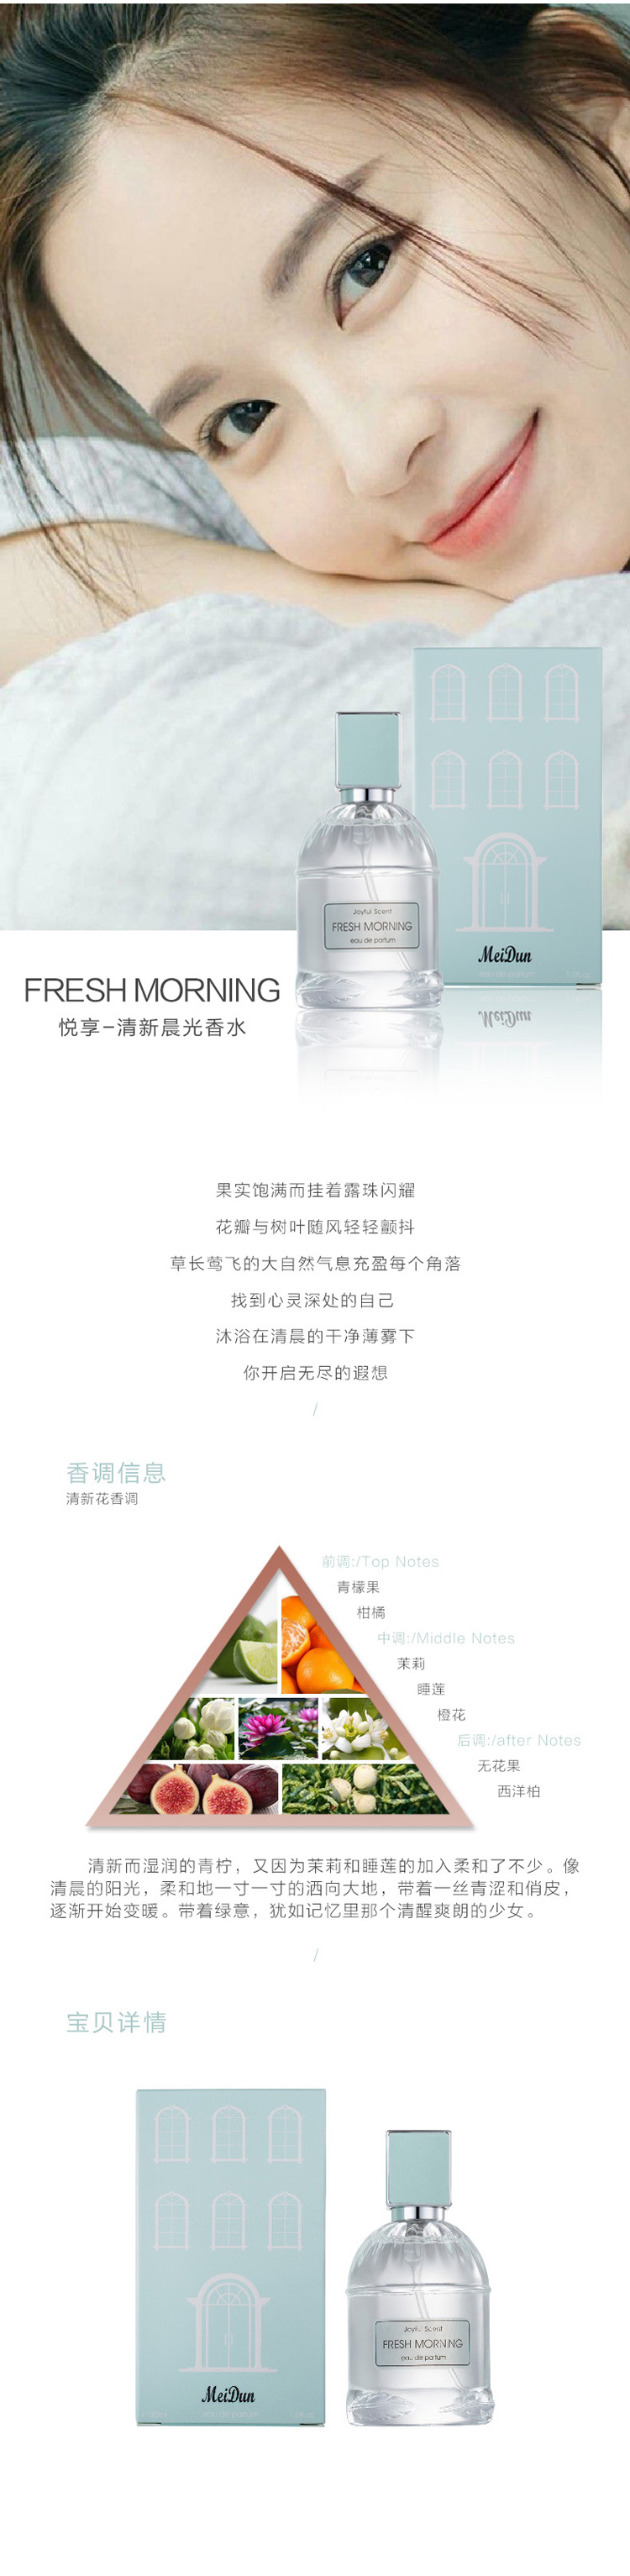 Joyful Scent
FRESH MORNING
eau de parfum
MeiDun
eau de parfum
FRESH MORNING
悦享-清新晨光香水
果实饱满而挂着露珠闪耀
花瓣与树叶随风轻轻颤抖
草长莺飞的大自然气息充盈每个角落
找到心灵深处的自己
沐浴在清晨的干净薄雾下
你开启无尽的遐想
/
香调信息
清新花香调
前调:/Top Notes
青檬果
柑橘
中调:/Middle Notes
茉莉
睡莲
橙花
后调:/after Notes
无花果
西洋柏
清新而湿润的青柠，又因为茉莉和睡莲的加入柔和了不少。像
清晨的阳光，柔和地一寸一寸的洒向大地，带着一丝青涩和俏皮，
逐渐开始变暖。带着绿意，犹如记忆里那个清醒爽朗的少女。
/
宝贝详情
MeiDun
eau de parfum
Joyful Scent
FRESH MORNING
eau de parfum